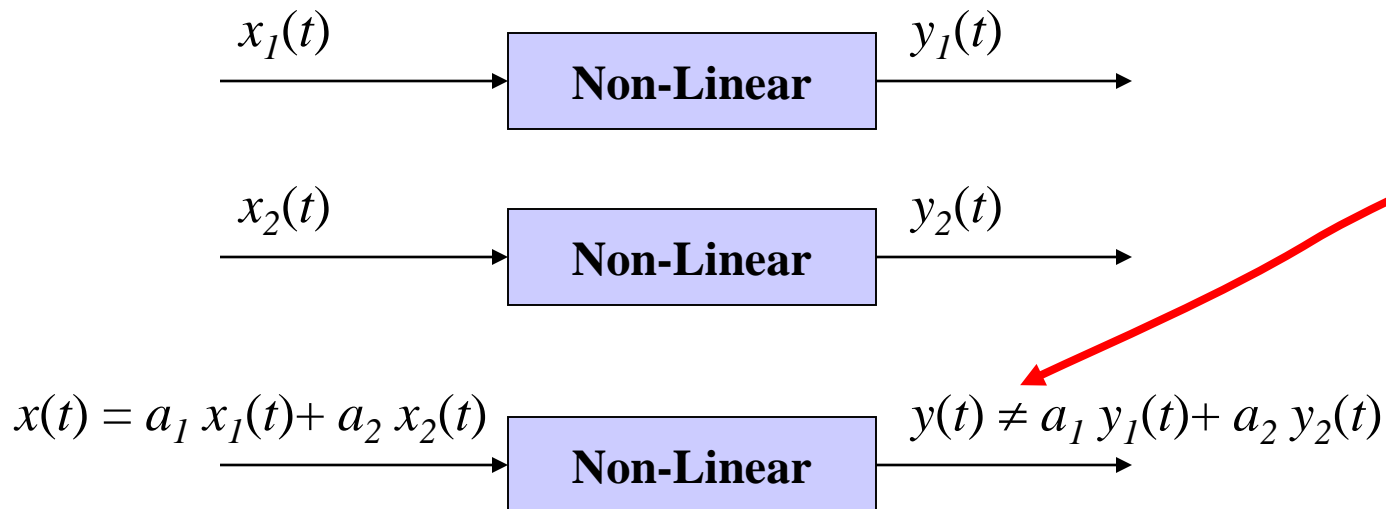 x₁(t) Non-Linear y₁(t)
x₂(t) Non-Linear y₂(t)
x(t) = a₁ x₁(t)+ a₂ x₂(t) Non-Linear y(t) ≠ a₁ y₁(t)+ a₂ y₂(t)